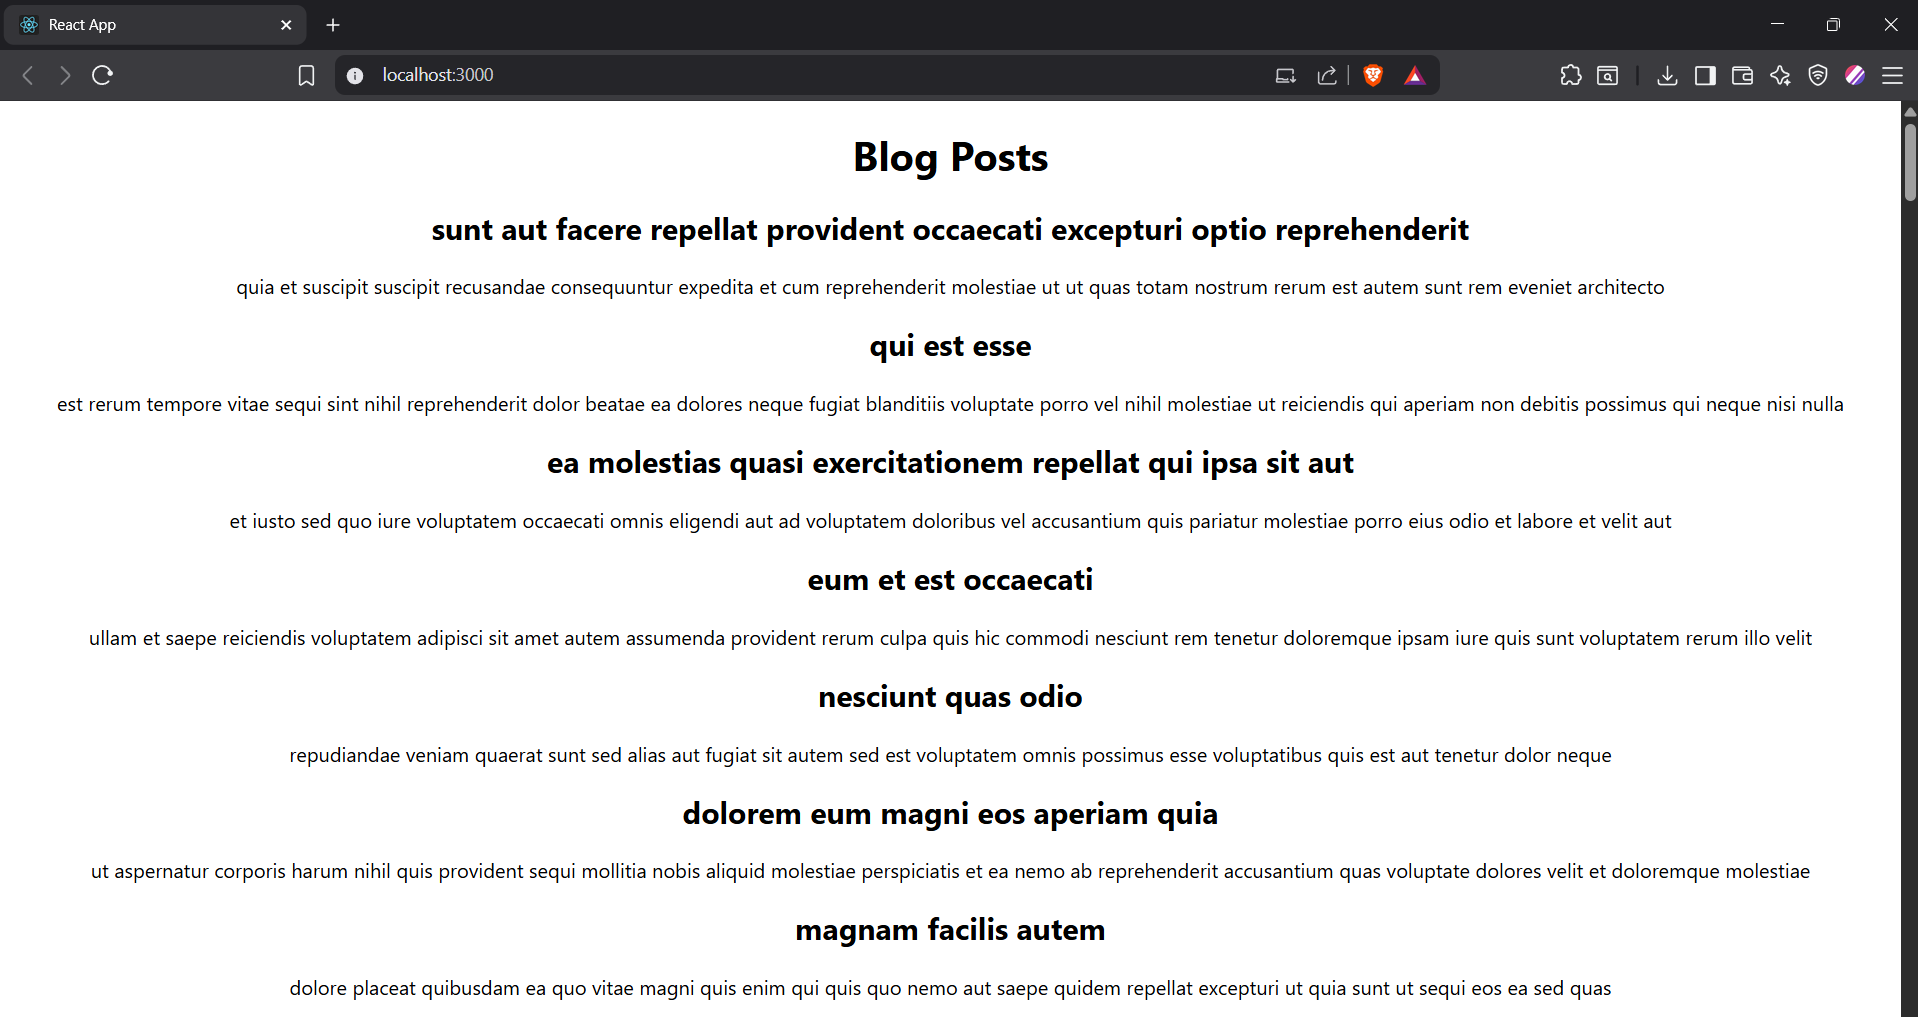 React App
localhost:3000
Blog Posts
sunt aut facere repellat provident occaecati excepturi optio reprehenderit
quia et suscipit suscipit recusandae consequuntur expedita et cum reprehenderit molestiae ut ut quas totam nostrum rerum est autem sunt rem eveniet architecto
qui est esse
est rerum tempore vitae sequi sint nihil reprehenderit dolor beatae ea dolores neque fugiat blanditiis voluptate porro vel nihil molestiae ut reiciendis qui aperiam non debitis possimus qui neque nisi nulla
ea molestias quasi exercitationem repellat qui ipsa sit aut
et iusto sed quo iure voluptatem occaecati omnis eligendi aut ad voluptatem doloribus vel accusantium quis pariatur molestiae porro eius odio et labore et velit aut
eum et est occaecati
ullam et saepe reiciendis voluptatem adipisci sit amet autem assumenda provident rerum culpa quis hic commodi nesciunt rem tenetur doloremque ipsam iure quis sunt voluptatem rerum illo velit
nesciunt quas odio
repudiandae veniam quaerat sunt sed alias aut fugiat sit autem sed est voluptatem omnis possimus esse voluptatibus quis est aut tenetur dolor neque
dolorem eum magni eos aperiam quia
ut aspernatur corporis harum nihil quis provident sequi mollitia nobis aliquid molestiae perspiciatis et ea nemo ab reprehenderit accusantium quas voluptate dolores velit et doloremque molestiae
magnam facilis autem
dolore placeat quibusdam ea quo vitae magni quis enim qui quis quo nemo aut saepe quidem repellat excepturi ut quia sunt ut sequi eos ea sed quas